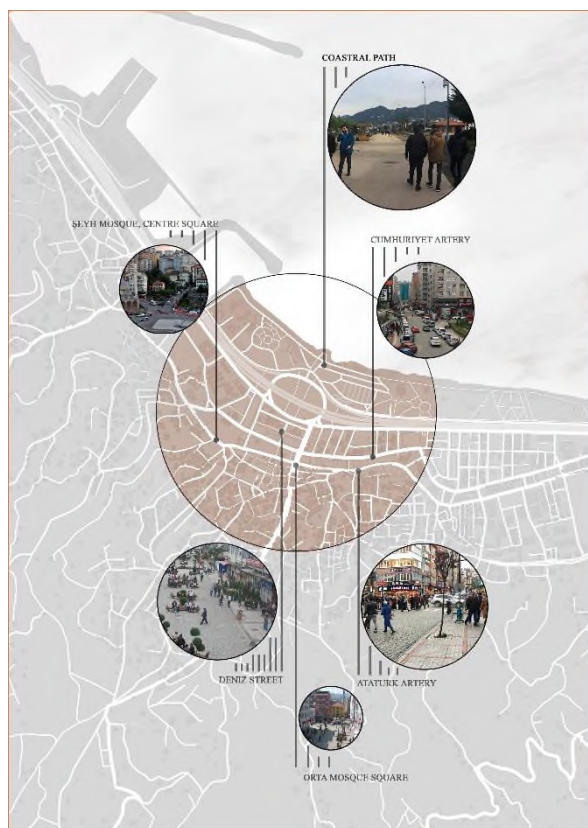 COASTRAL PATH
ŞEYH MOSQUE, CENTRE SQUARE
CUMHURIYET ARTERY
DENIZ STREET
ATATURK ARTERY
ORTA MOSQUE SQUARE